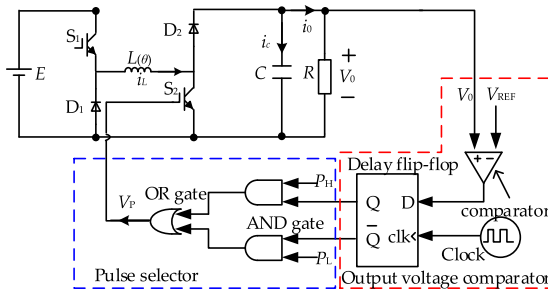 S1
D2
L(θ)
iL
S2
D1
E
ic
i0
C
R
+
V0
−
V0
VREF
+ −
comparator
Delay flip-flop
Q
D
Q̄
clk
Clock
Output voltage comparator
PH
PL
AND gate
OR gate
VP
Pulse selector